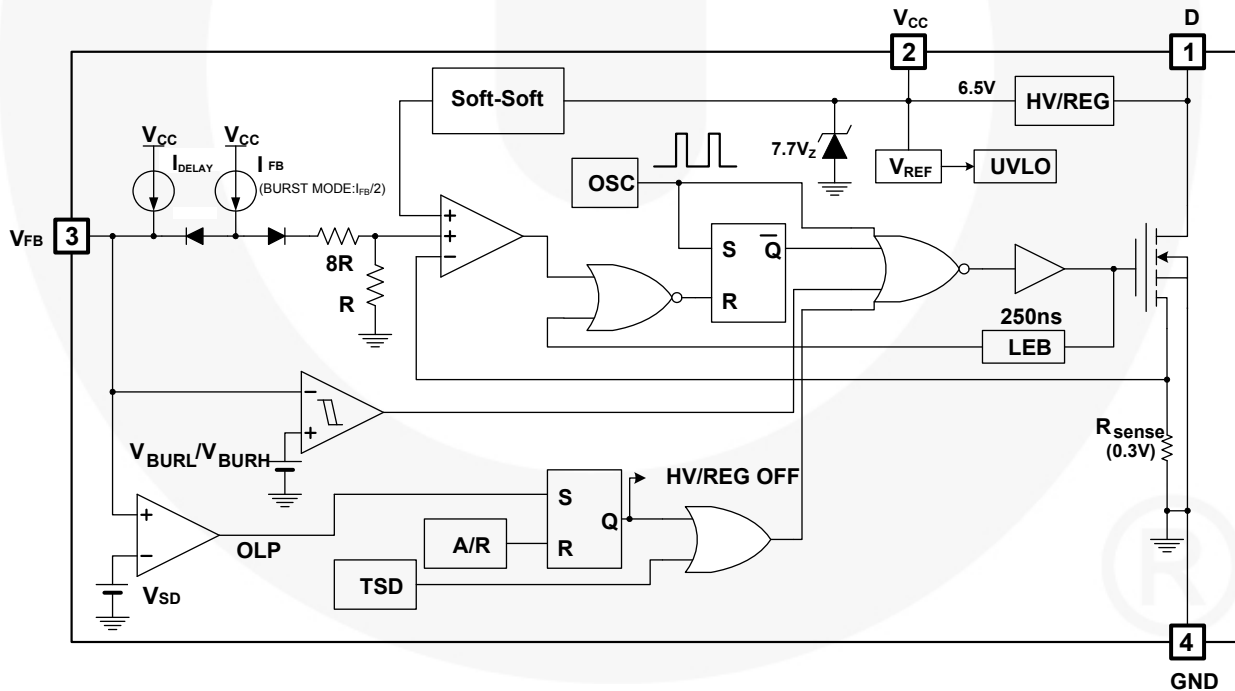 VCC
D
2
1
Soft-Soft
6.5V
HV/REG
VCC
VCC
IDELAY
I FB
(BURST MODE:IFB/2)
7.7VZ
OSC
VREF
UVLO
VFB
3
+
+
−
8R
R
S
Q
R
250ns
LEB
−
+
VBURL/VBURH
Rsense
(0.3V)
HV/REG OFF
+
−
OLP
S
Q
R
A/R
TSD
VSD
®
4
GND